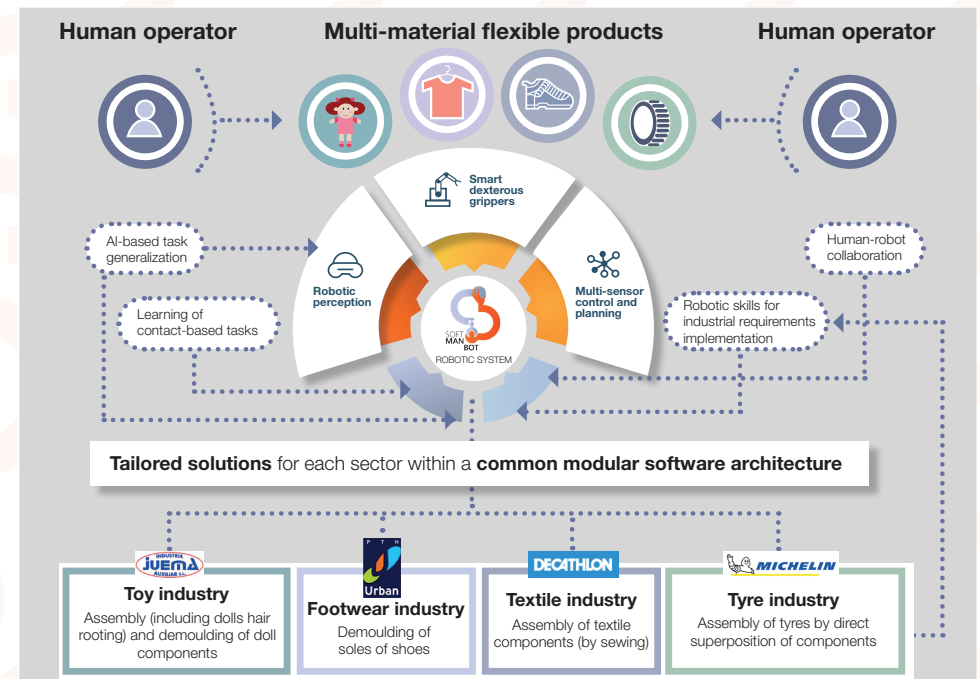 Human operator
Multi-material flexible products
Human operator
Smart
dexterous
grippers
Robotic
perception
Multi-sensor
control and
planning
AI-based task
generalization
Learning of
contact-based tasks
Human-robot
collaboration
Robotic skills for
industrial requirements
implementation
SOFT
MAN
BOT
ROBOTIC SYSTEM
Tailored solutions for each sector within a common modular software architecture
INDUSTRIA
JUEMA
AUXILIAR S.L.
Toy industry
Assembly (including dolls hair
rooting) and demoulding of doll
components
P T H
Urban
Footwear industry
Demoulding of
soles of shoes
DECATHLON
Textile industry
Assembly of textile
components (by sewing)
MICHELIN
Tyre industry
Assembly of tyres by direct
superposition of components